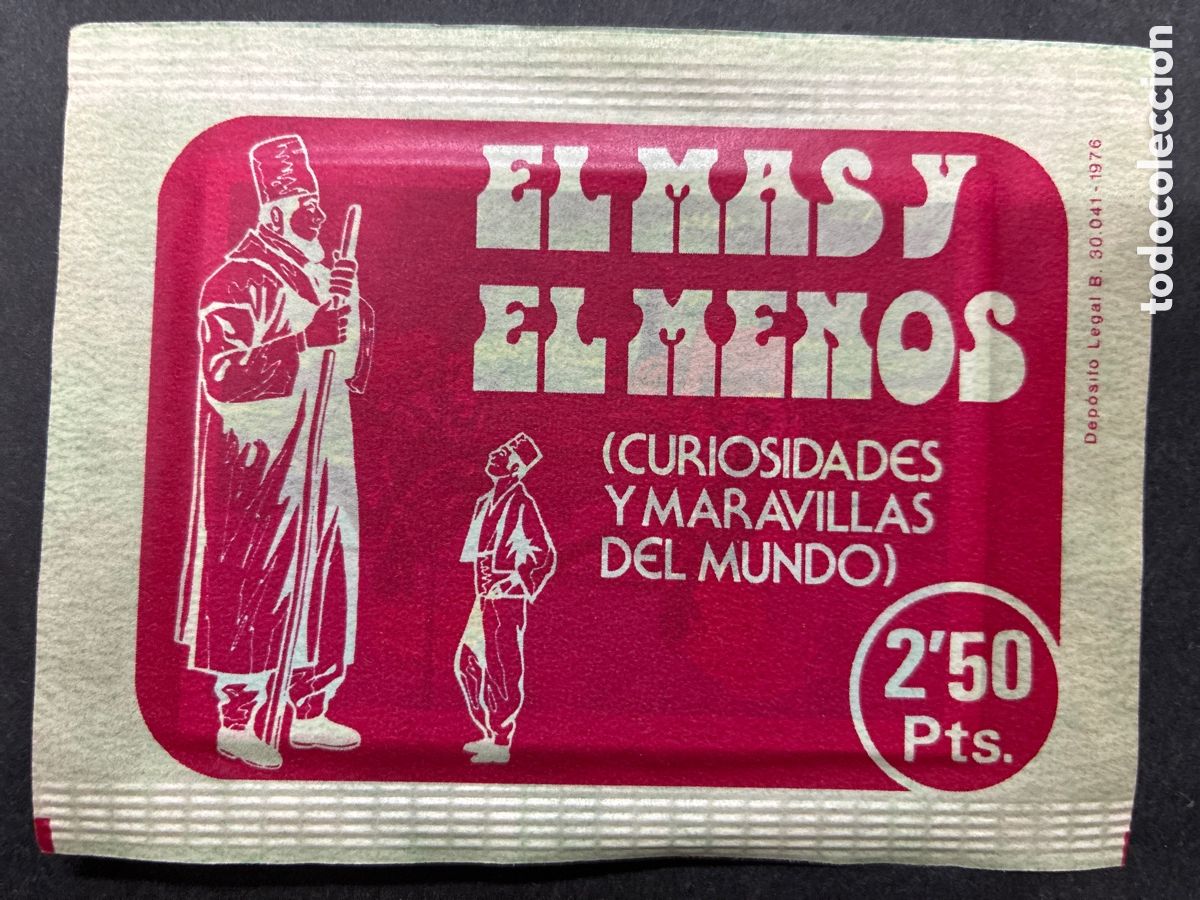 EL MAS Y
EL MENOS
(CURIOSIDADES
Y MARAVILLAS
DEL MUNDO)
2'50
Pts.
Depósito Legal B. 30.041 - 1976
todocoleccion